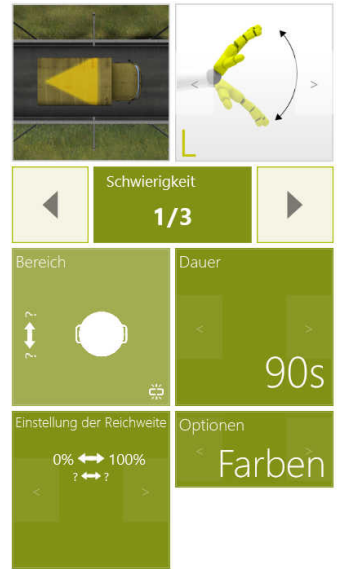 L
Schwierigkeit
1/3
Bereich
?
?
Dauer
90s
Einstellung der Reichweite
0% ⬌ 100%
? ⬌ ?
Optionen
Farben